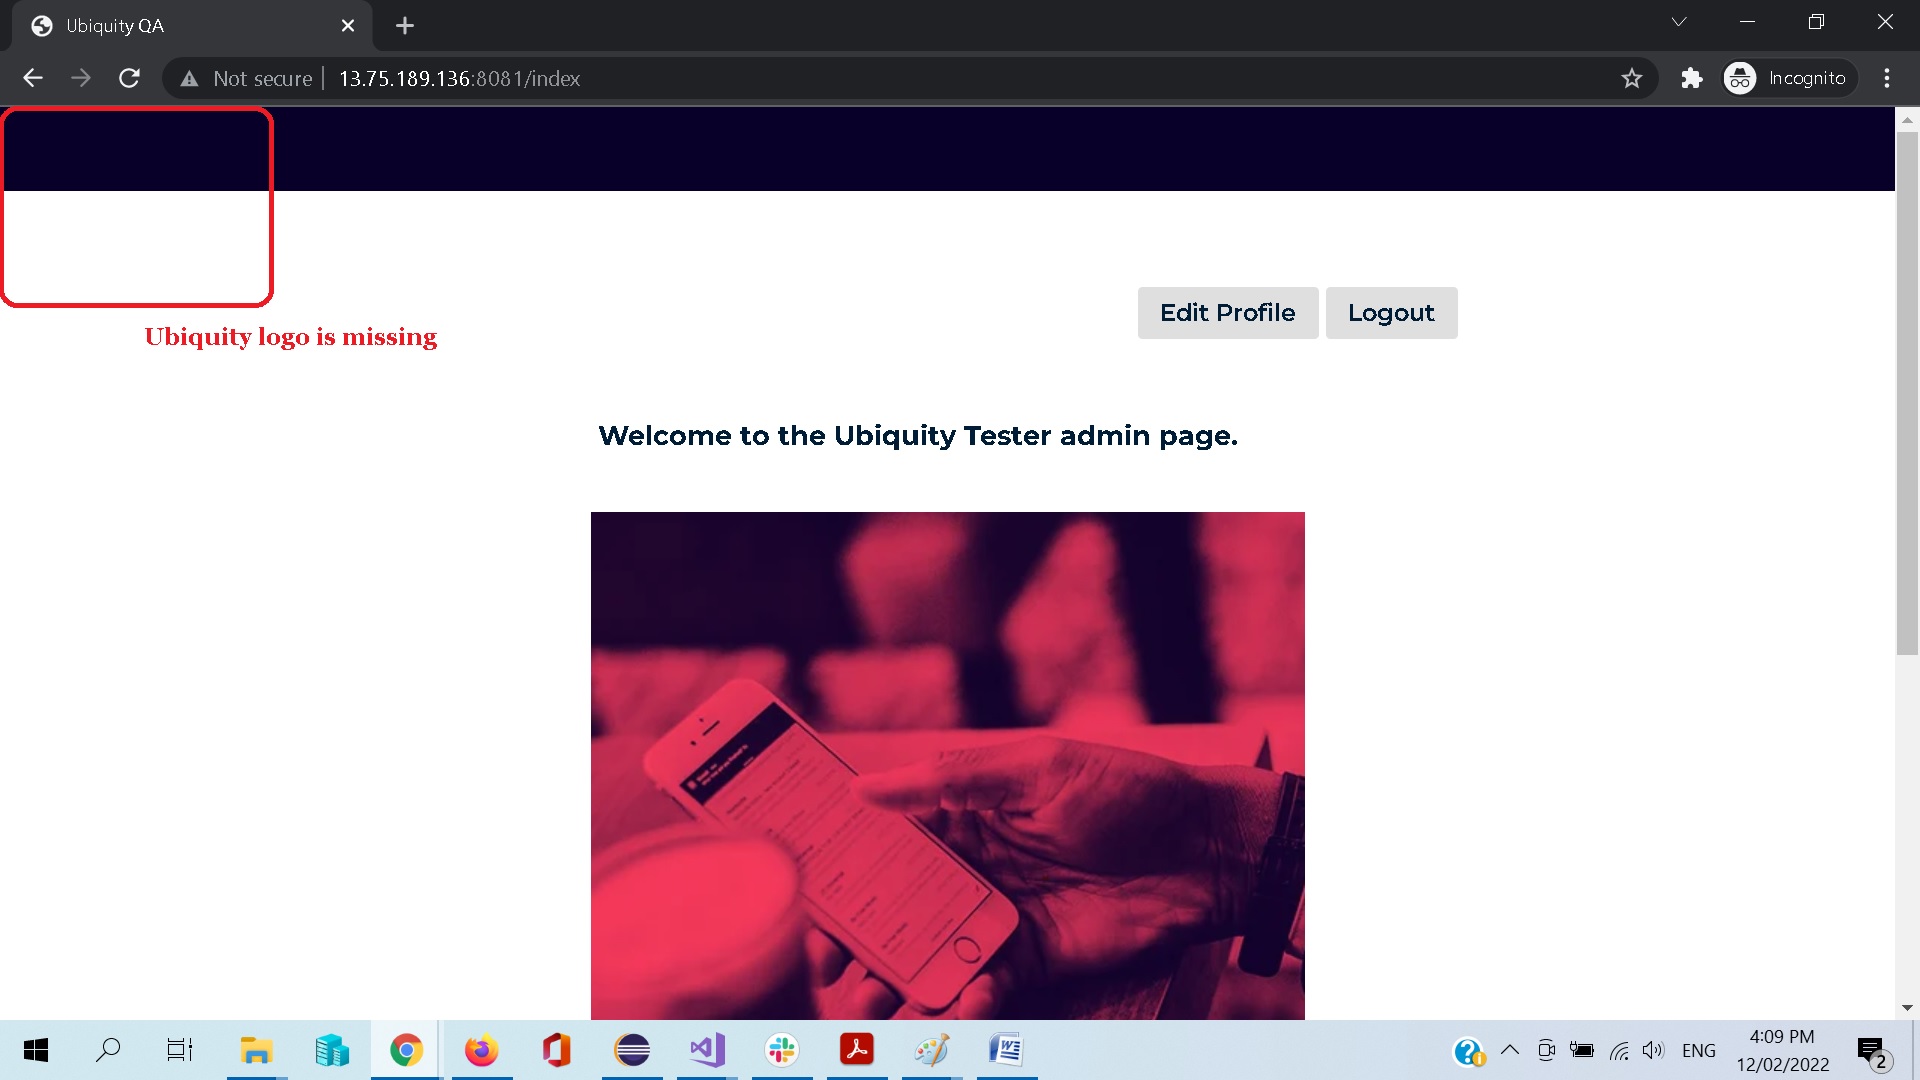 Ubiquity QA
Not secure
13.75.189.136:8081/index
Incognito
Edit Profile
Logout
Ubiquity logo is missing
Welcome to the Ubiquity Tester admin page.
ENG
4:09 PM
12/02/2022
2